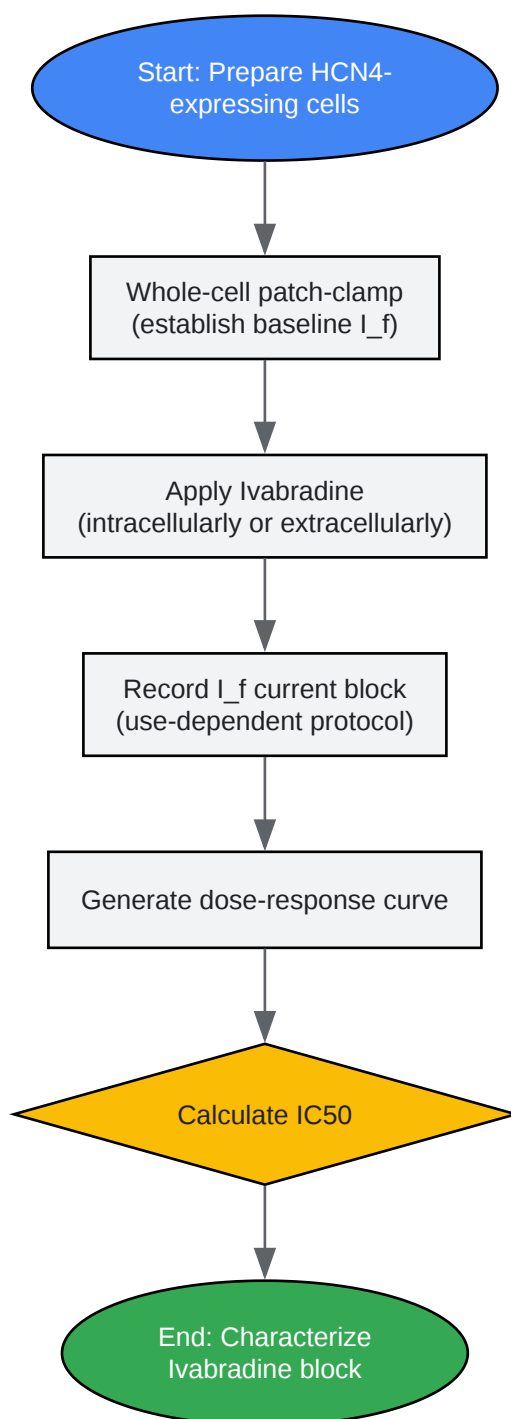 Start: Prepare HCN4-
expressing cells
Whole-cell patch-clamp
(establish baseline I_f)
Apply Ivabradine
(intracellularly or extracellularly)
Record I_f current block
(use-dependent protocol)
Generate dose-response curve
Calculate IC50
End: Characterize
Ivabradine block